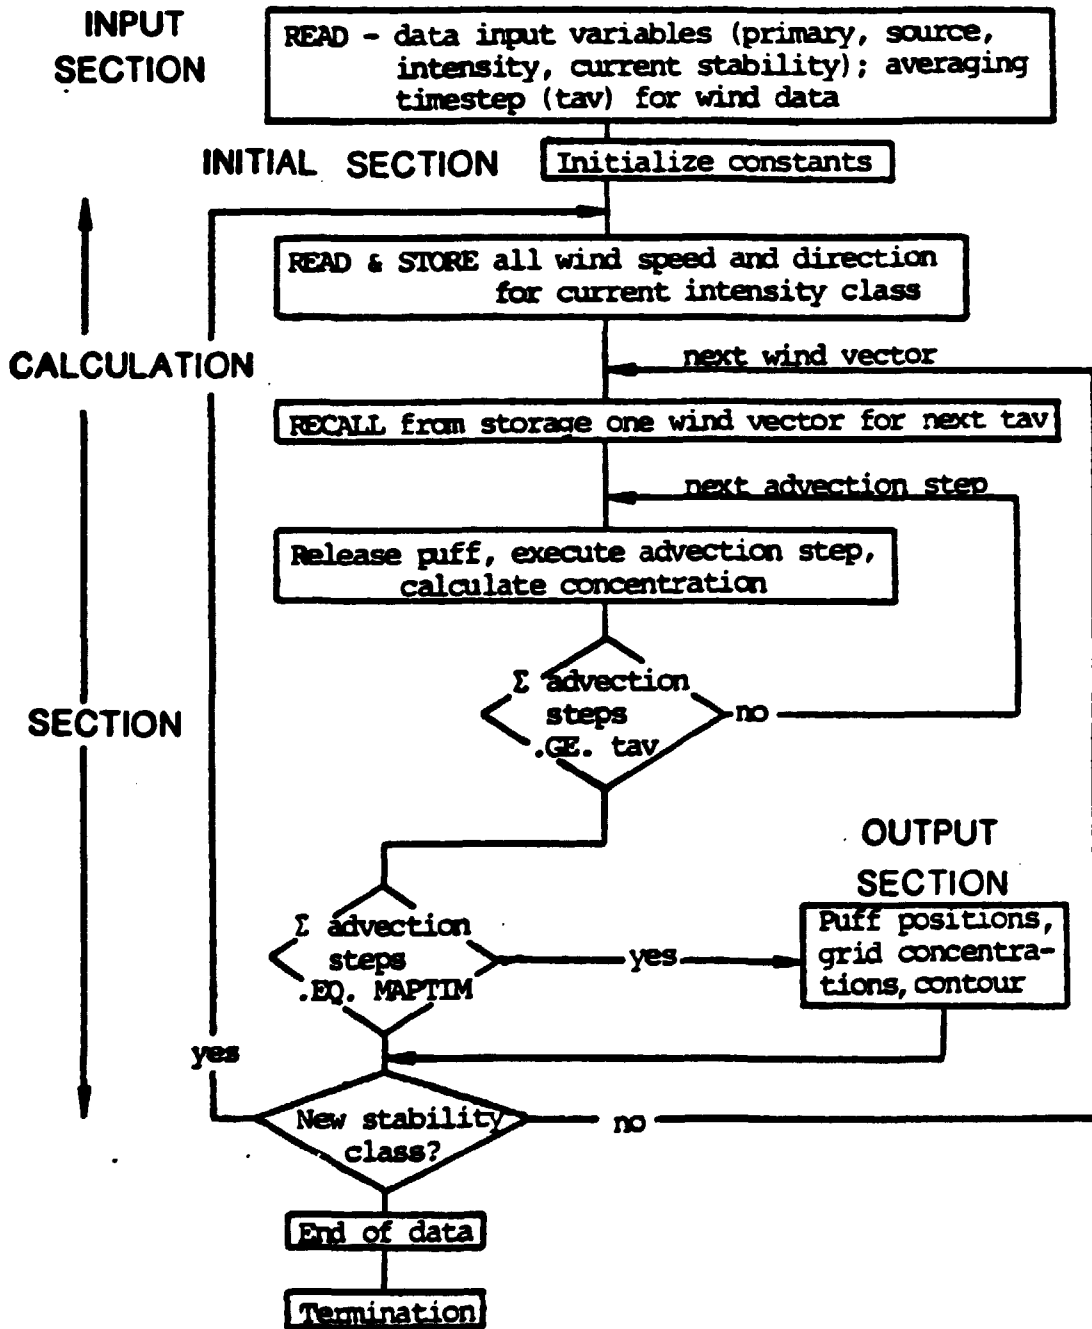 INPUT
SECTION
READ - data input variables (primary, source,
intensity, current stability); averaging
timestep (tav) for wind data
INITIAL SECTION
Initialize constants
READ & STORE all wind speed and direction
for current intensity class
CALCULATION
next wind vector
RECALL from storage one wind vector for next tav
next advection step
Release puff, execute advection step,
calculate concentration
Σ advection
steps
.GE. tav
no
SECTION
OUTPUT
SECTION
Σ advection
steps
.EQ. MAPTIM
yes
Puff positions,
grid concentra-
tions, contour
yes
New stability
class?
no
End of data
Termination